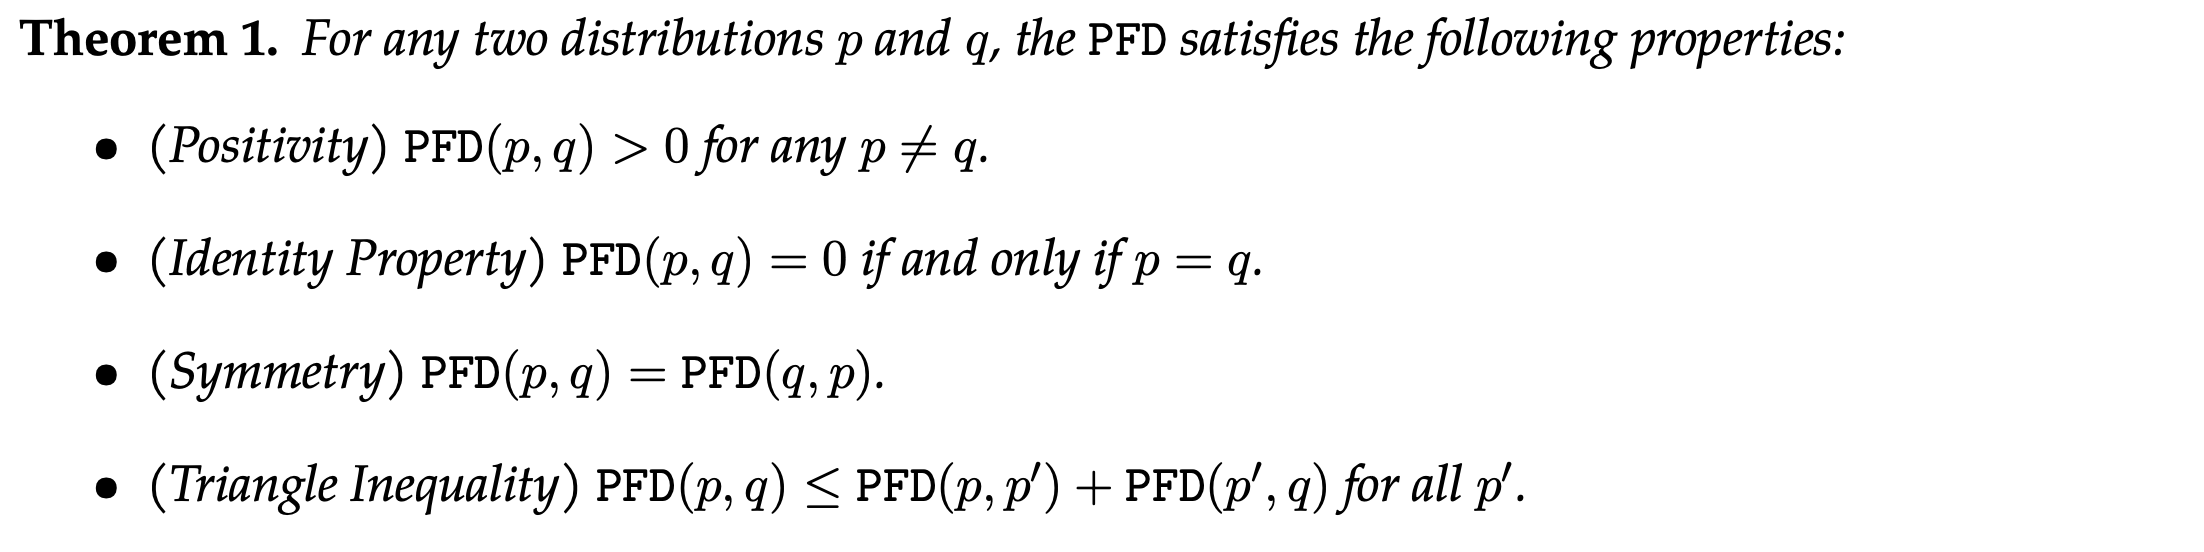 Theorem 1. For any two distributions p and q, the PFD satisfies the following properties:
• (Positivity) PFD(p, q) > 0 for any p ≠ q.
• (Identity Property) PFD(p, q) = 0 if and only if p = q.
• (Symmetry) PFD(p, q) = PFD(q, p).
• (Triangle Inequality) PFD(p, q) ≤ PFD(p, p′) + PFD(p′, q) for all p′.